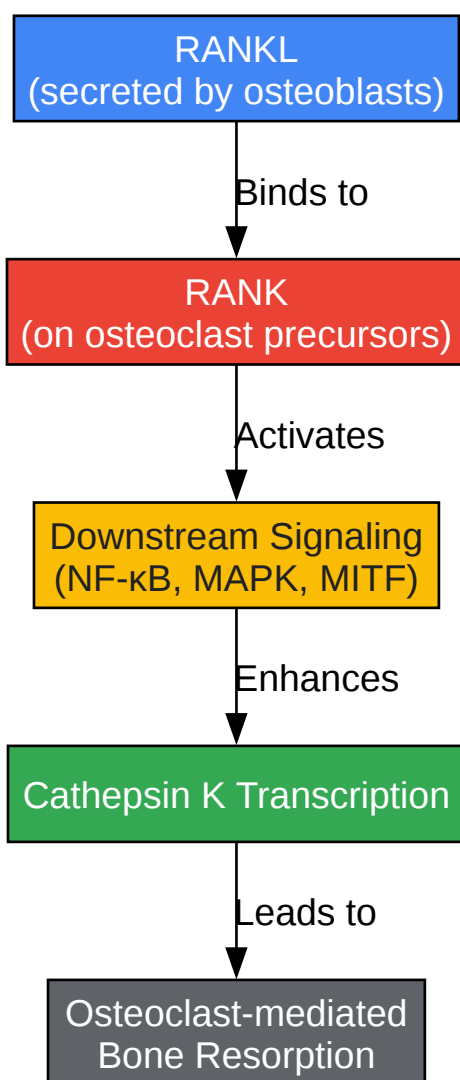 RANKL
(secreted by osteoblasts)
Binds to
RANK
(on osteoclast precursors)
Activates
Downstream Signaling
(NF-κB, MAPK, MITF)
Enhances
Cathepsin K Transcription
Leads to
Osteoclast-mediated
Bone Resorption